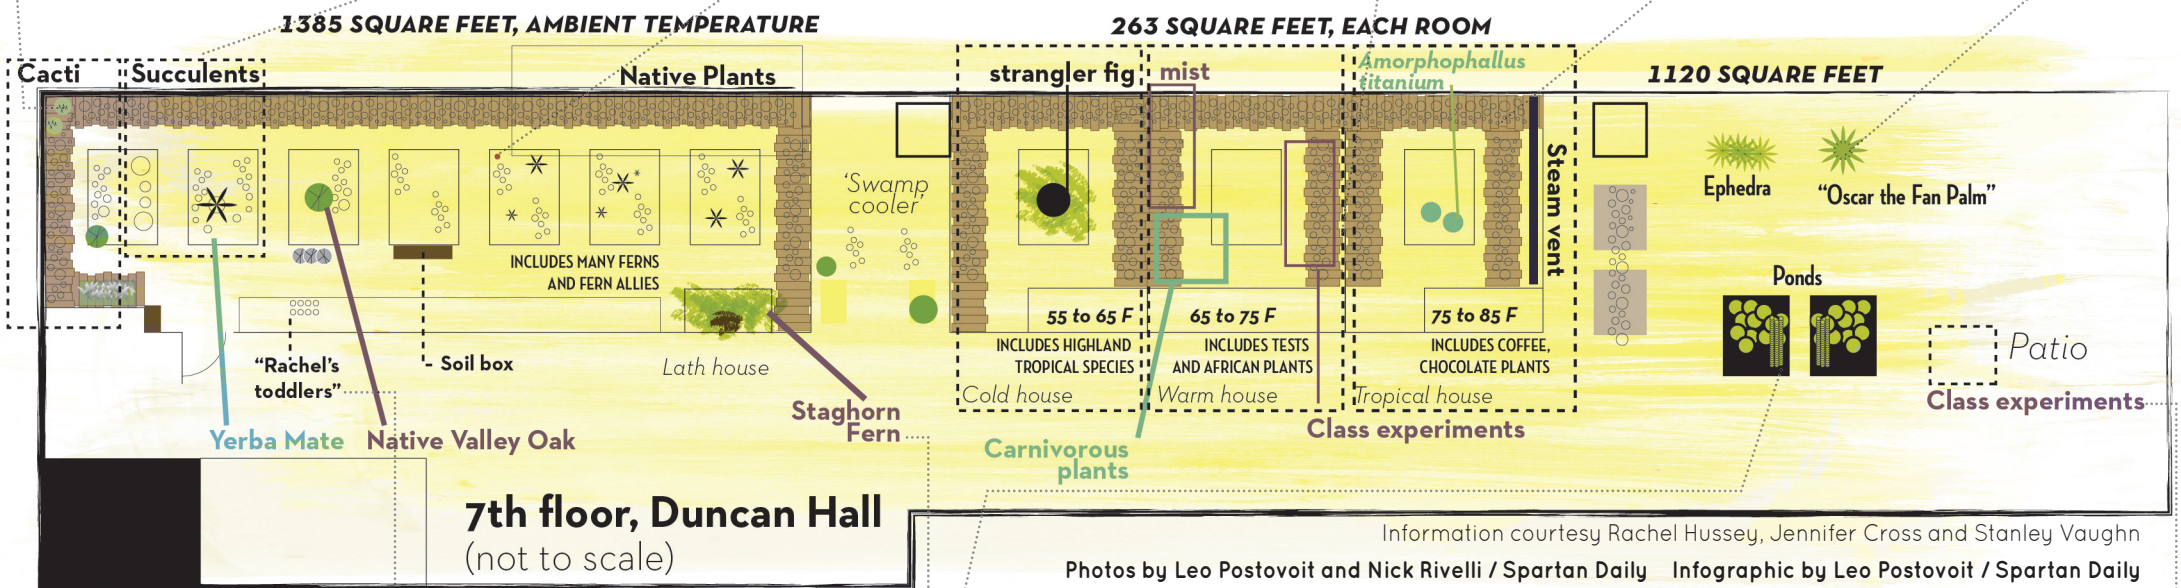 1385 SQUARE FEET, AMBIENT TEMPERATURE
263 SQUARE FEET, EACH ROOM
1120 SQUARE FEET
Cacti
Succulents
Native Plants
strangler fig
mist
Amorphophallus
titanium
Steam vent
Ephedra
“Oscar the Fan Palm”
‘Swamp
cooler’
INCLUDES MANY FERNS
AND FERN ALLIES
Ponds
55 to 65 F
INCLUDES HIGHLAND
TROPICAL SPECIES
Cold house
65 to 75 F
INCLUDES TESTS
AND AFRICAN PLANTS
Warm house
75 to 85 F
INCLUDES COFFEE,
CHOCOLATE PLANTS
Tropical house
Patio
Class experiments
“Rachel’s
toddlers”
Soil box
Lath house
Staghorn
Fern
Yerba Mate
Native Valley Oak
Carnivorous
plants
Class experiments
7th floor, Duncan Hall
(not to scale)
Information courtesy Rachel Hussey, Jennifer Cross and Stanley Vaughn
Photos by Leo Postovoit and Nick Rivelli / Spartan Daily Infographic by Leo Postovoit / Spartan Daily